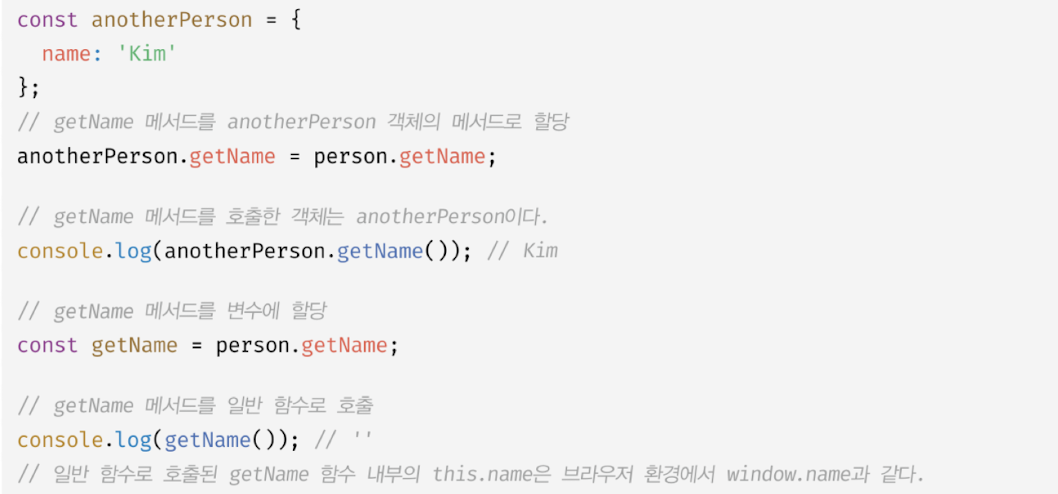 const anotherPerson = {
  name: 'Kim'
};
// getName 메서드를 anotherPerson 객체의 메서드로 할당
anotherPerson.getName = person.getName;

// getName 메서드를 호출한 객체는 anotherPerson이다.
console.log(anotherPerson.getName()); // Kim

// getName 메서드를 변수에 할당
const getName = person.getName;

// getName 메서드를 일반 함수로 호출
console.log(getName()); // ''
// 일반 함수로 호출된 getName 함수 내부의 this.name은 브라우저 환경에서 window.name과 같다.